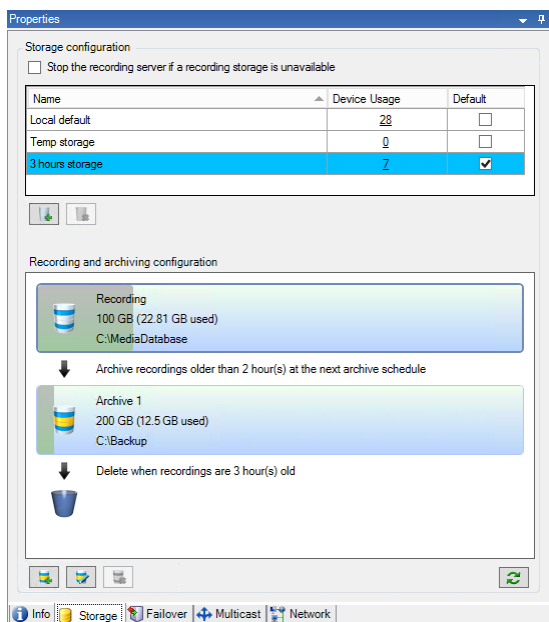 Properties
Storage configuration
Stop the recording server if a recording storage is unavailable
Name Device Usage Default
Local default 28
Temp storage 0
3 hours storage 7
Recording and archiving configuration
Recording
100 GB (22.81 GB used)
C:\MediaDatabase
Archive recordings older than 2 hour(s) at the next archive schedule
Archive 1
200 GB (12.5 GB used)
C:\Backup
Delete when recordings are 3 hour(s) old
Info Storage Failover Multicast Network